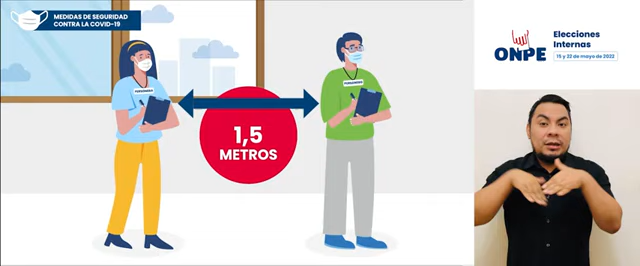 MEDIDAS DE SEGURIDAD
CONTRA LA COVID-19
1,5
METROS
ONPE
Elecciones
Internas
15 y 22 de mayo de 2022